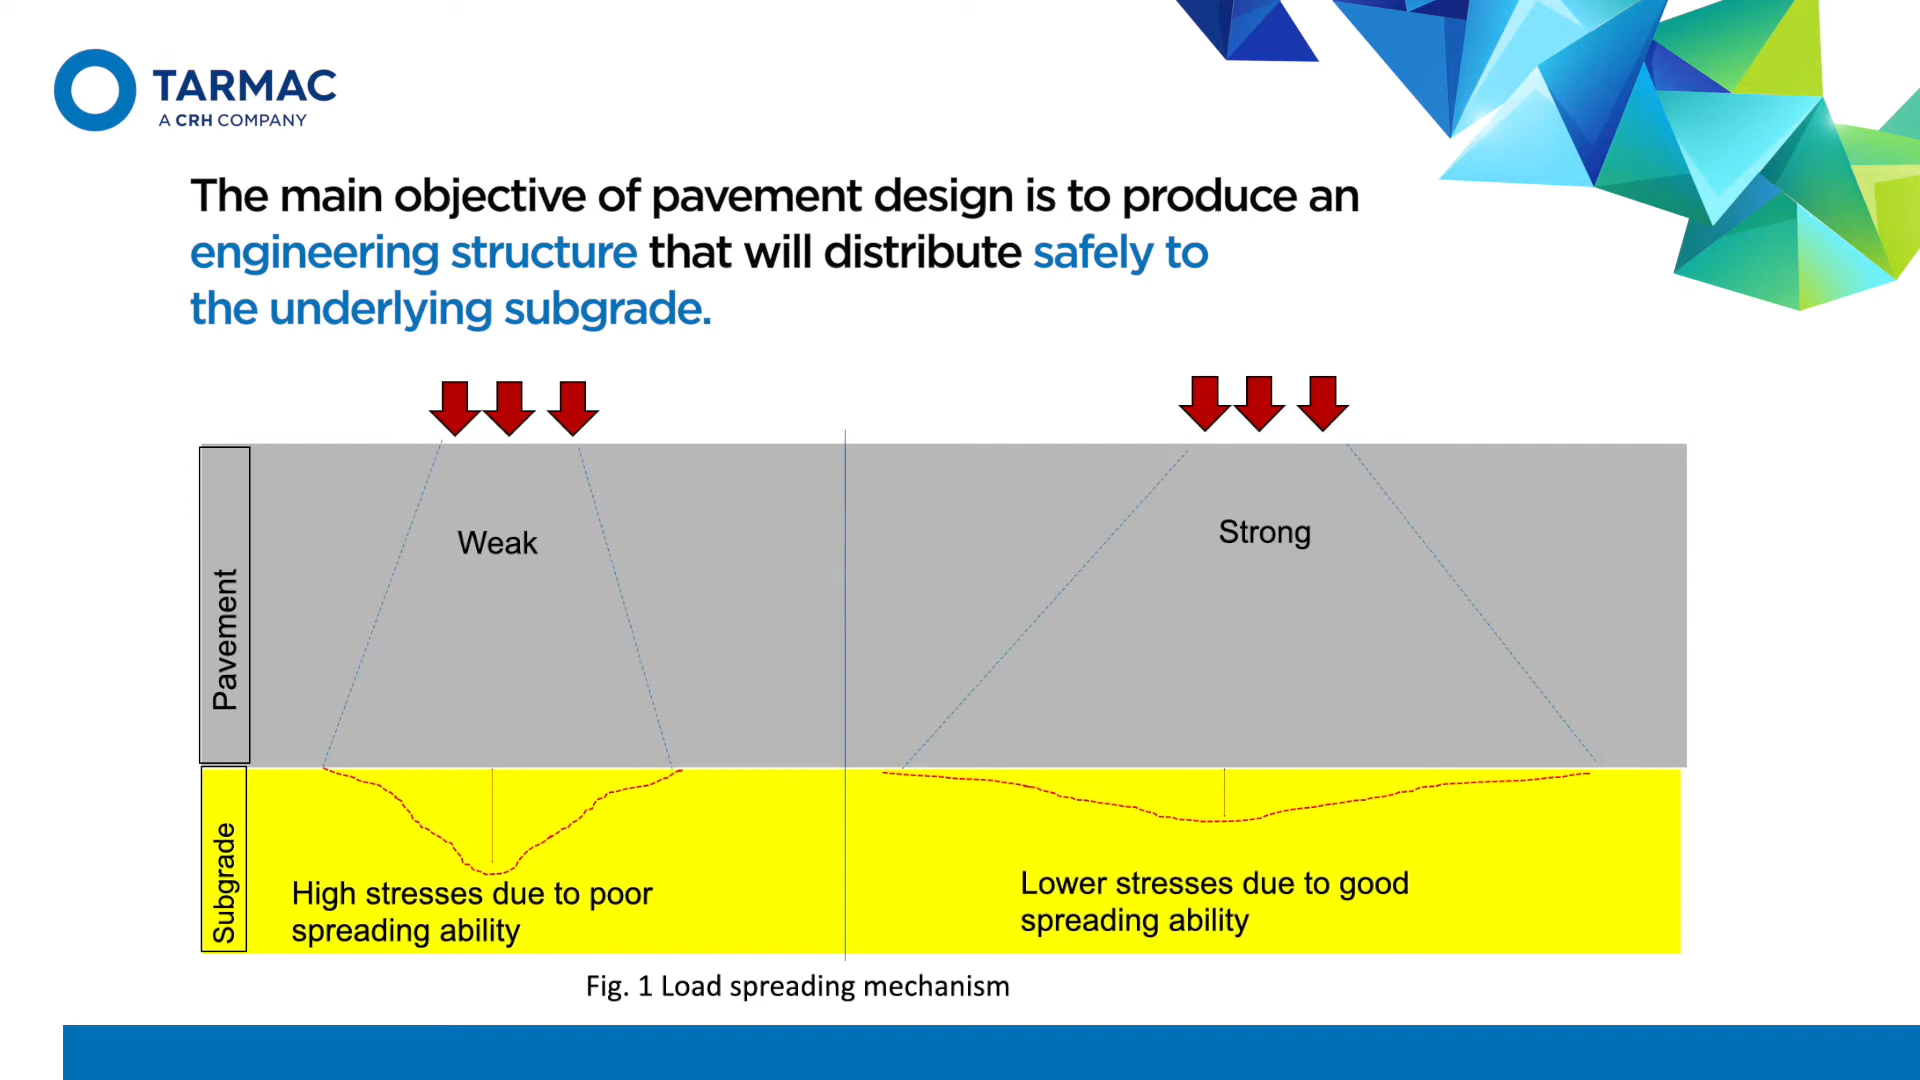 TARMAC
A CRH COMPANY
The main objective of pavement design is to produce an
engineering structure that will distribute safely to
the underlying subgrade.
Weak
Strong
Pavement
Subgrade
High stresses due to poor
spreading ability
Lower stresses due to good
spreading ability
Fig. 1 Load spreading mechanism